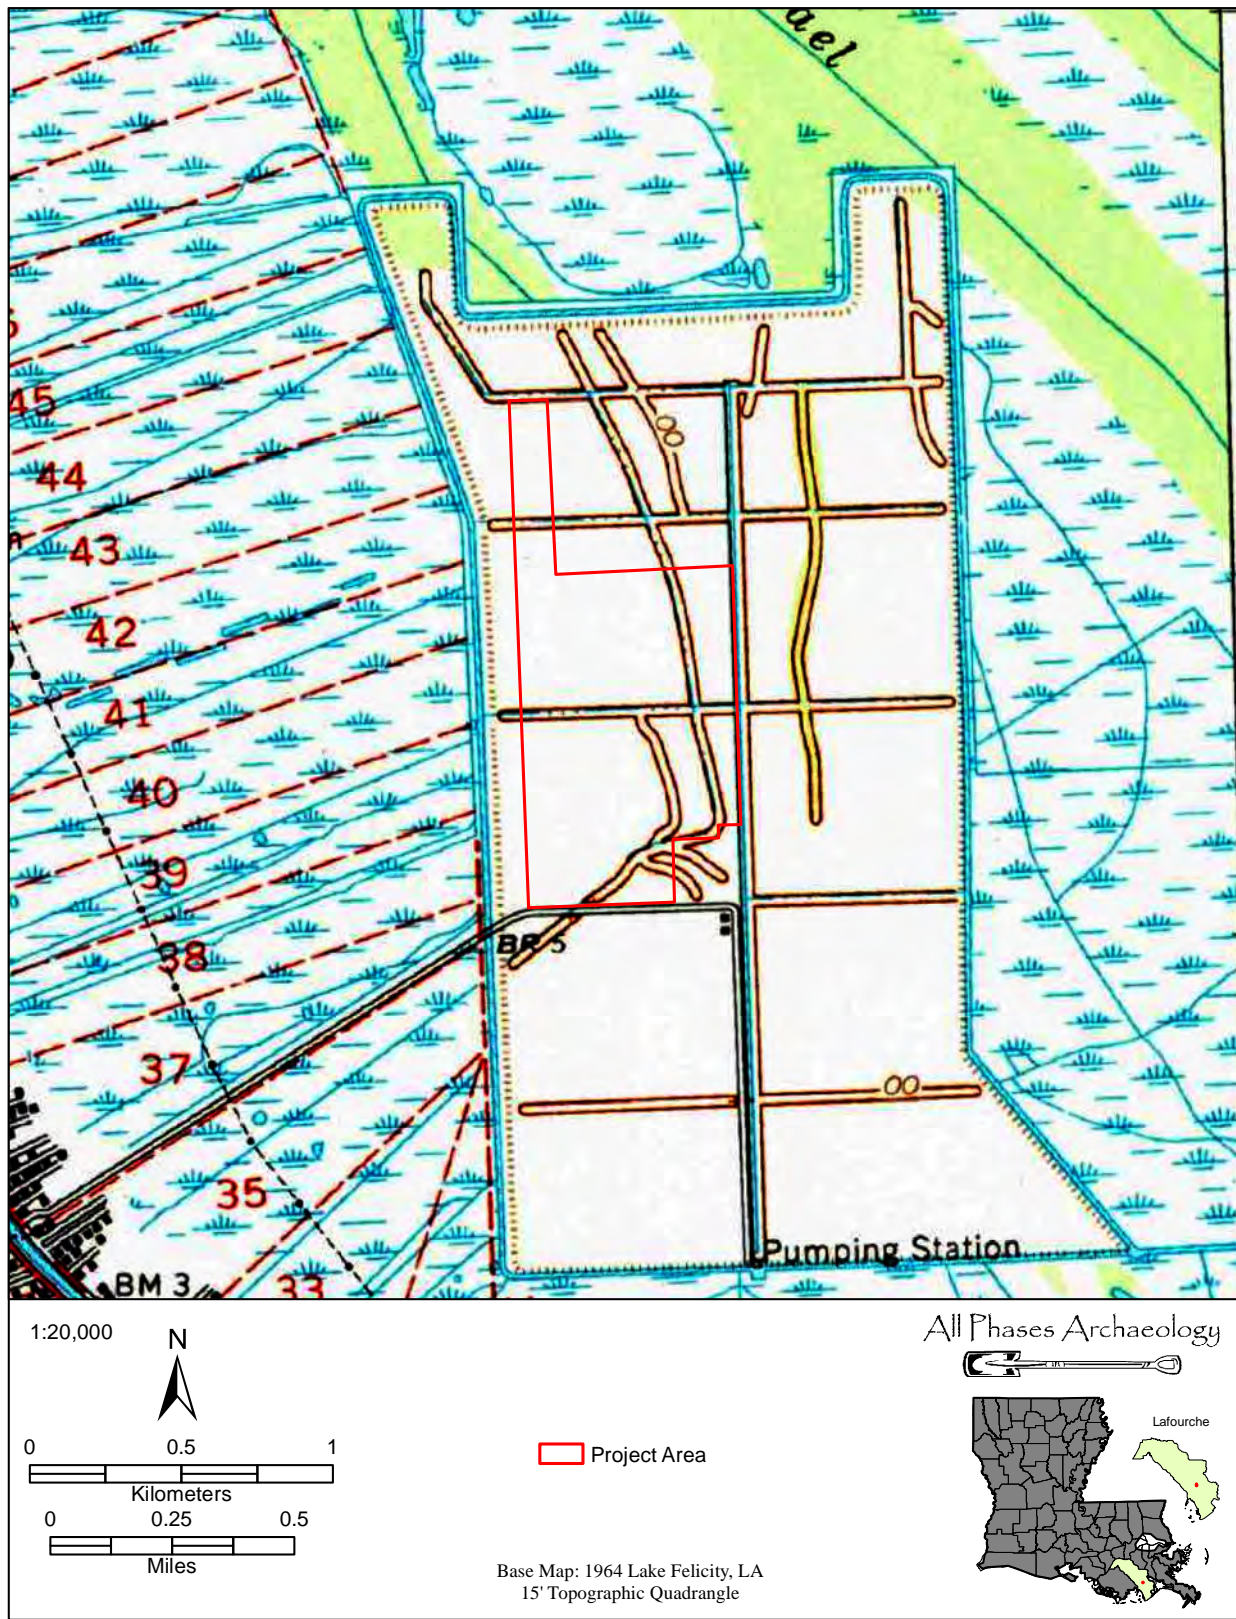 ael
45
44
00
43
42
41
40
39
BR 5
38
37
00
35
Pumping Station
BM 3
33
1:20,000
N
All Phases Archaeology
0 0.5 1
Kilometers
0 0.25 0.5
Miles
Project Area
Lafourche
Base Map: 1964 Lake Felicity, LA
15' Topographic Quadrangle